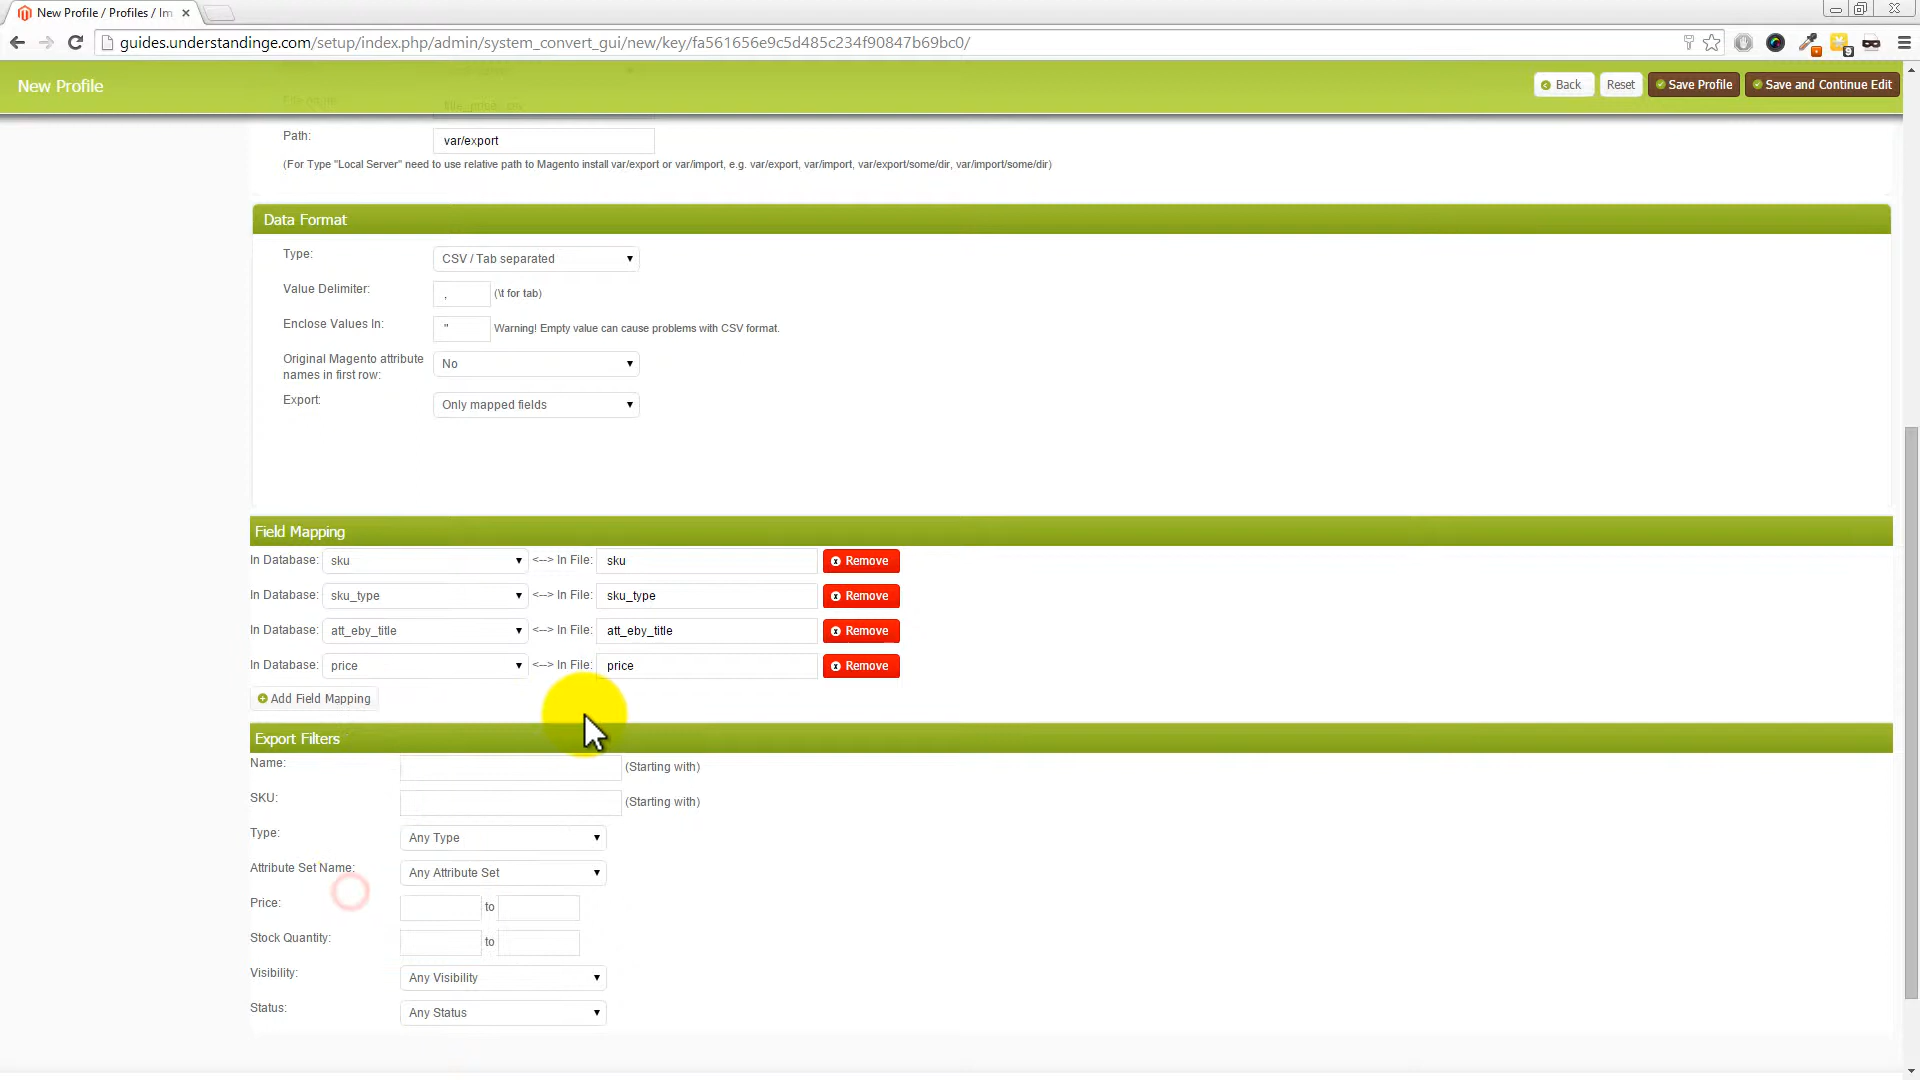 New Profile / Profiles / Im
guides.understandinge.com/setup/index.php/admin/system_convert_gui/new/key/fa561656e9c5d485c234f90847b69bc0/
9
New Profile
Back
Reset
Save Profile
Save and Continue Edit
Path:
var/export
(For Type "Local Server" need to use relative path to Magento install var/export or var/import, e.g. var/export, var/import, var/export/some/dir, var/import/some/dir)
Data Format
Type:
CSV / Tab separated
Value Delimiter:
,
(\t for tab)
Enclose Values In:
"
Warning! Empty value can cause problems with CSV format.
Original Magento attribute
names in first row:
No
Export:
Only mapped fields
Field Mapping
In Database: sku <--> In File: sku Remove
In Database: sku_type <--> In File: sku_type Remove
In Database: att_eby_title <--> In File: att_eby_title Remove
In Database: price <--> In File: price Remove
Add Field Mapping
Export Filters
Name: (Starting with)
SKU: (Starting with)
Type: Any Type
Attribute Set Name: Any Attribute Set
Price: to
Stock Quantity: to
Visibility: Any Visibility
Status: Any Status